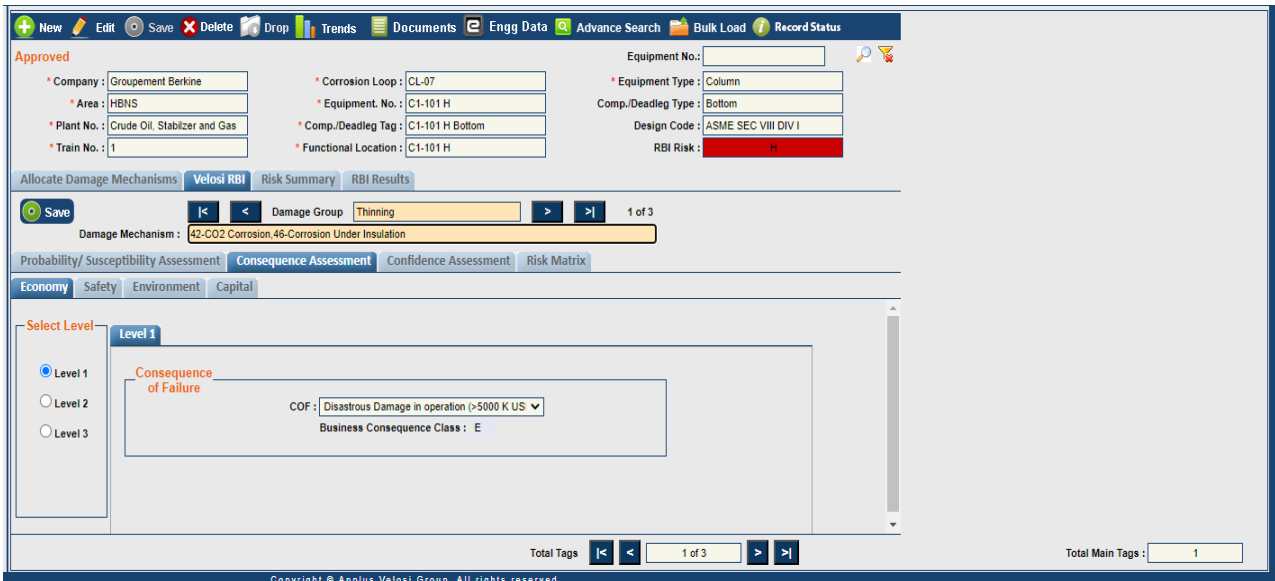 New Edit Save Delete Drop Trends Documents Engg Data Advance Search Bulk Load Record Status
Approved Equipment No.:
* Company : Groupement Berkine * Corrosion Loop : CL-07 * Equipment Type : Column
* Area : HBNS * Equipment. No. : C1-101 H Comp./Deadleg Type : Bottom
* Plant No. : Crude Oil, Stabilzer and Gas * Comp./Deadleg Tag : C1-101 H Bottom Design Code : ASME SEC VIII DIV I
* Train No. : 1 * Functional Location : C1-101 H RBI Risk : H
Allocate Damage Mechanisms Velosi RBI Risk Summary RBI Results
Save |< < Damage Group Thinning > >| 1 of 3
Damage Mechanism : 42-CO2 Corrosion,46-Corrosion Under Insulation
Probability/ Susceptibility Assessment Consequence Assessment Confidence Assessment Risk Matrix
Economy Safety Environment Capital
Select Level Level 1
Level 1 Consequence
of Failure
Level 2 COF : Disastrous Damage in operation (>5000 K US
Business Consequence Class : E
Level 3
Total Tags |< < 1 of 3 > >| Total Main Tags : 1
Copyright © Applus Velosi Group. All rights reserved